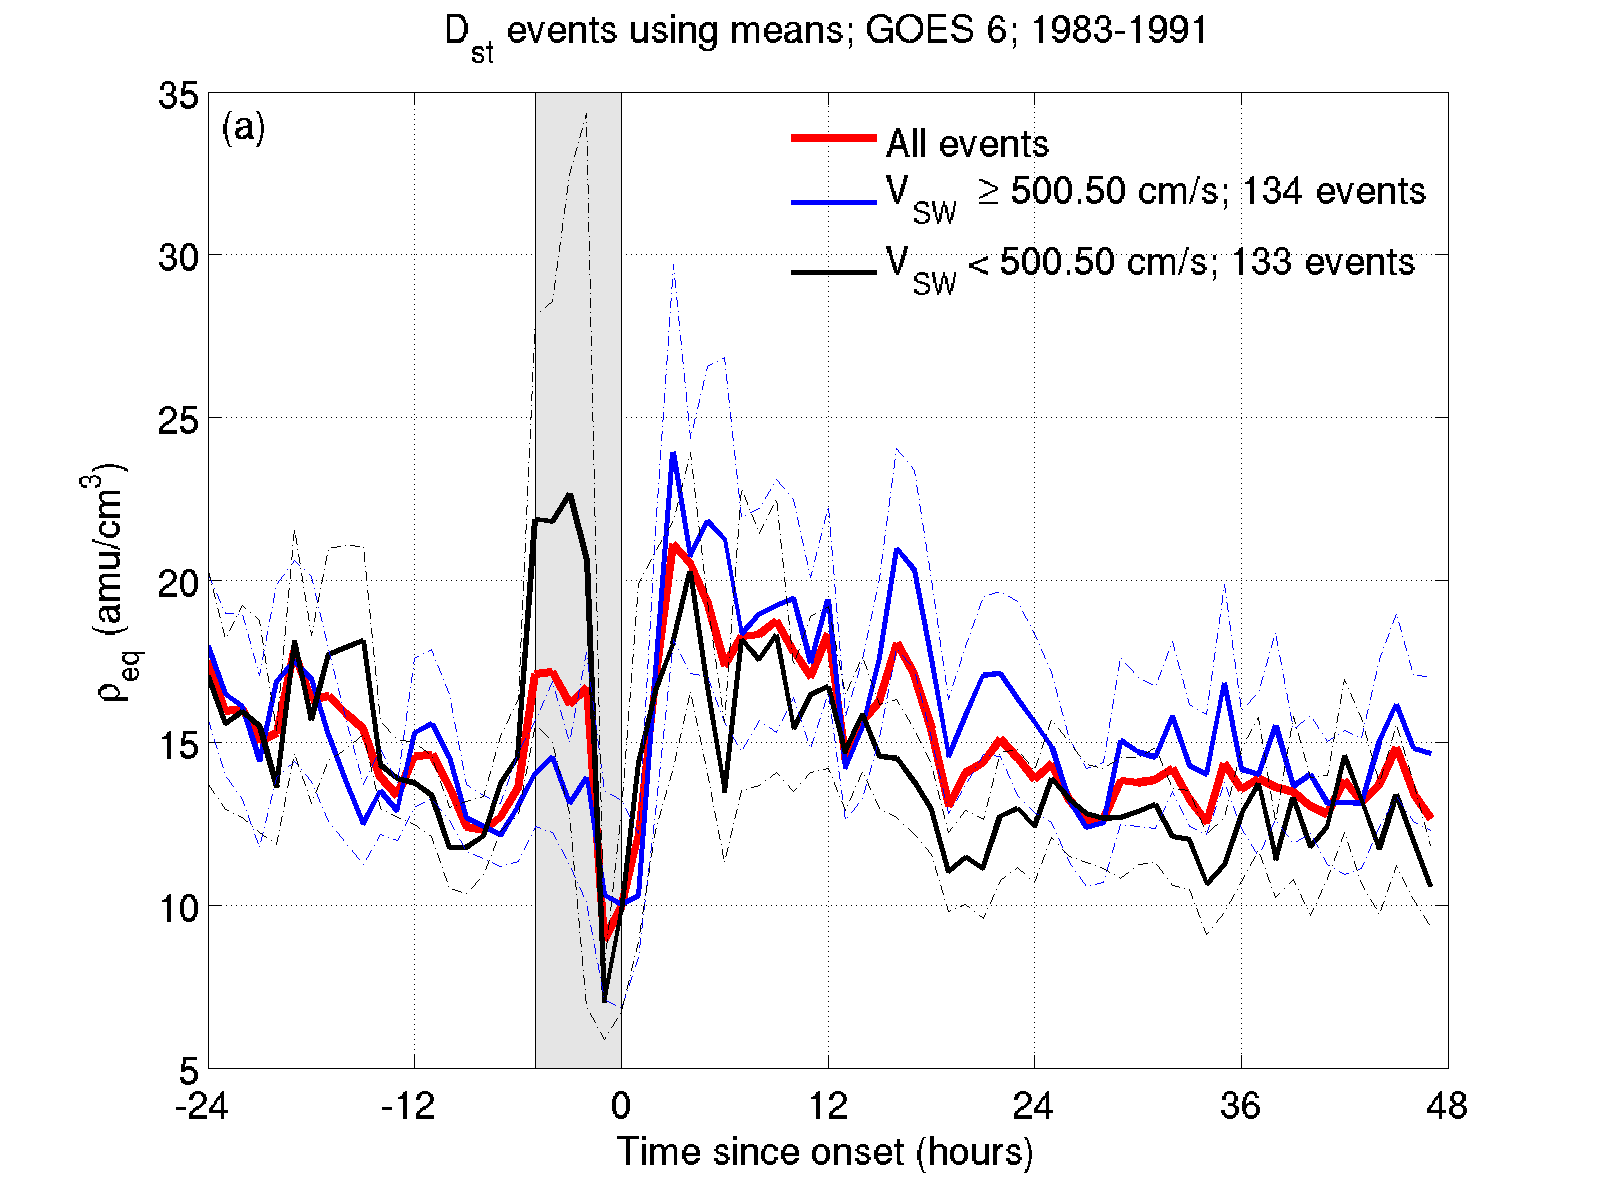 D_st events using means; GOES 6; 1983-1991
(a)
All events
V_SW ≥ 500.50 cm/s; 134 events
V_SW < 500.50 cm/s; 133 events
35
30
25
20
15
10
5
ρ_eq (amu/cm³)
-24 -12 0 12 24 36 48
Time since onset (hours)